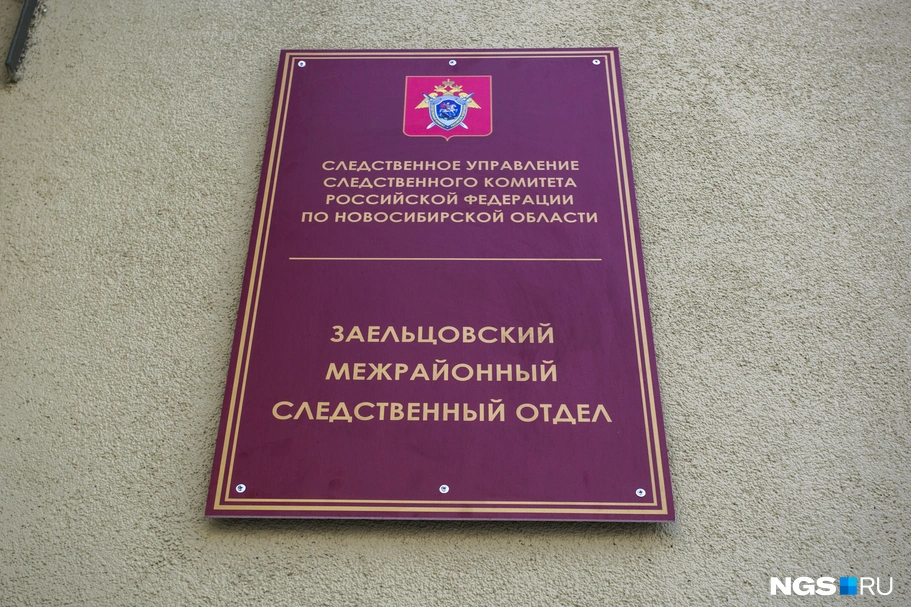 СЛЕДСТВЕННОЕ УПРАВЛЕНИЕ
СЛЕДСТВЕННОГО КОМИТЕТА
РОССИЙСКОЙ ФЕДЕРАЦИИ
ПО НОВОСИБИРСКОЙ ОБЛАСТИ
ЗАЕЛЬЦОВСКИЙ
МЕЖРАЙОННЫЙ
СЛЕДСТВЕННЫЙ ОТДЕЛ
NGS RU